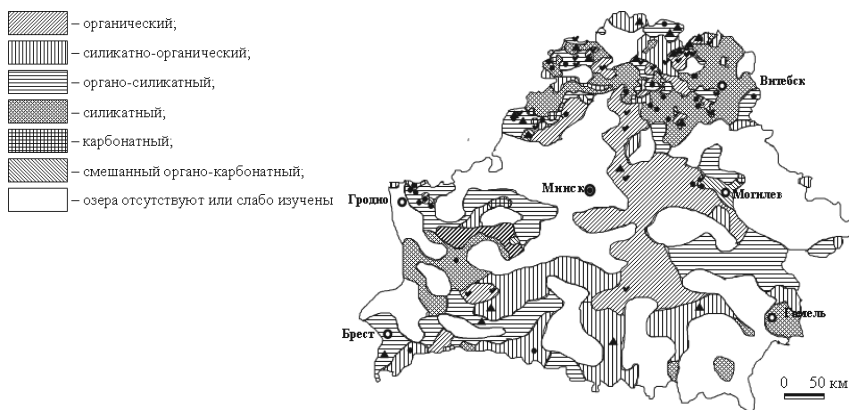 – органический;
– силикатно-органический;
– органо-силикатный;
– силикатный;
– карбонатный;
– смешанный органо-карбонатный;
– озера отсутствуют или слабо изучены
Витебск
Минск
Могилев
Гродно
Гомель
Брест
0 50 км